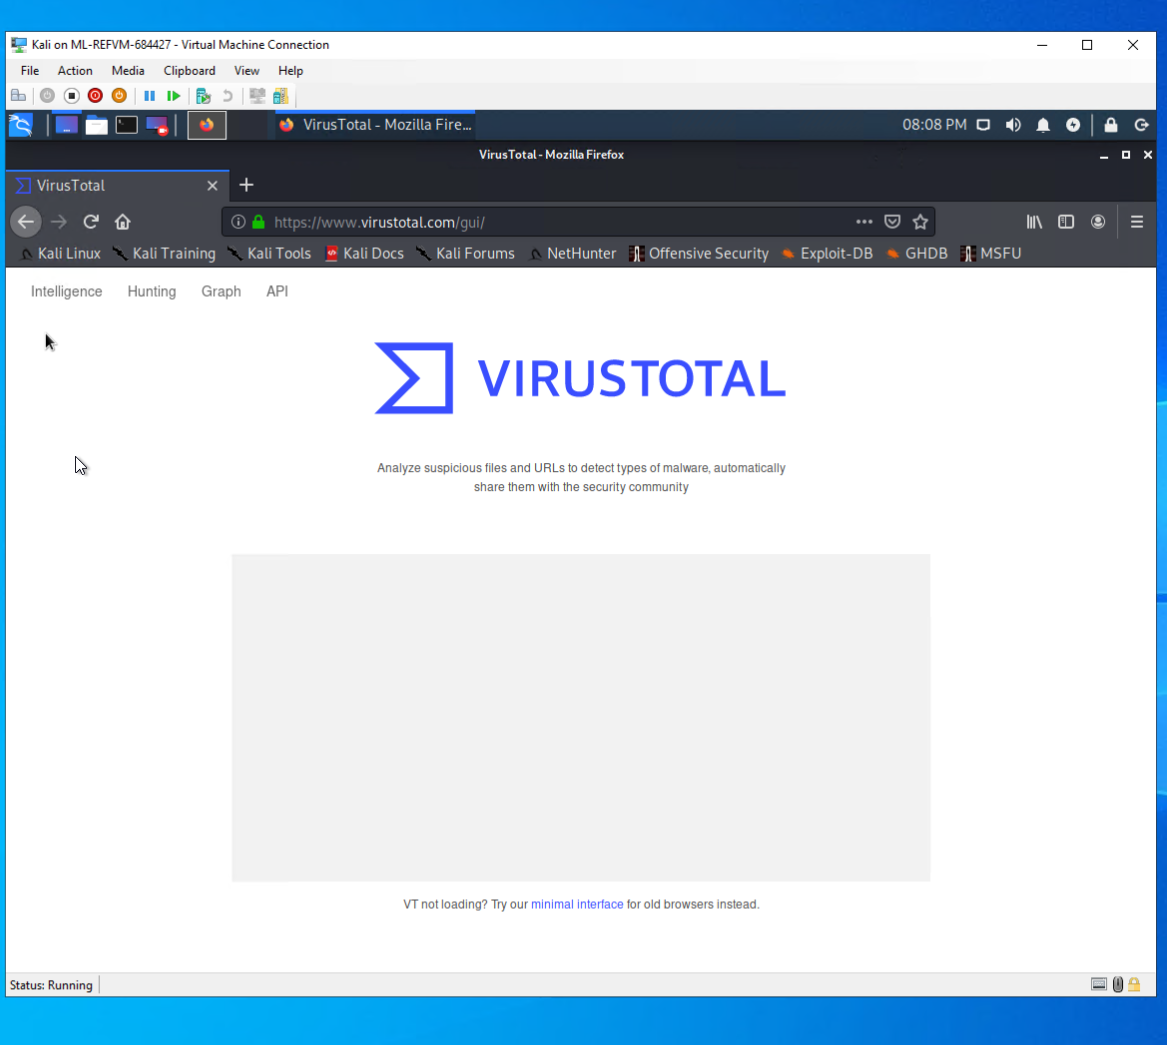 Kali on ML-REFVM-684427 - Virtual Machine Connection
File Action Media Clipboard View Help
VirusTotal - Mozilla Fire... 08:08 PM
VirusTotal - Mozilla Firefox
VirusTotal
https://www.virustotal.com/gui/
Kali Linux Kali Training Kali Tools Kali Docs Kali Forums NetHunter Offensive Security Exploit-DB GHDB MSFU
Intelligence Hunting Graph API
VIRUSTOTAL
Analyze suspicious files and URLs to detect types of malware, automatically
share them with the security community
VT not loading? Try our minimal interface for old browsers instead.
Status: Running